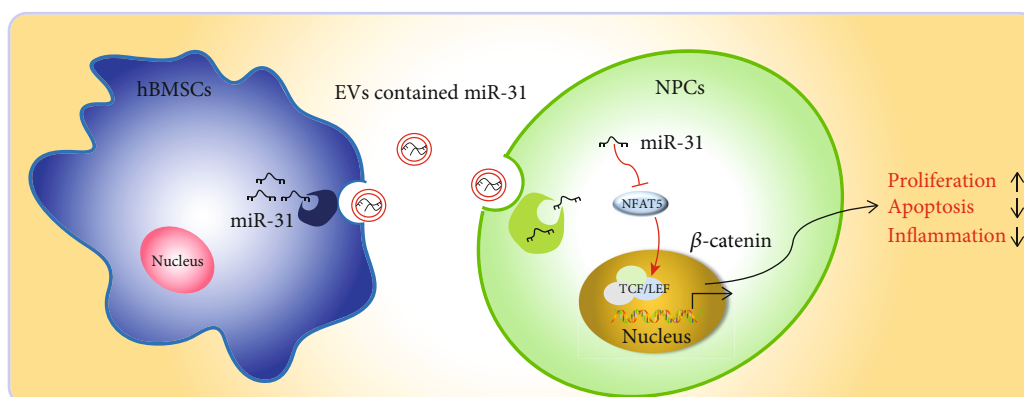 hBMSCs
EVs contained miR-31
NPCs
miR-31
miR-31
NFAT5
Nucleus
β-catenin
TCF/LEF
Nucleus
Proliferation ↑
Apoptosis ↓
Inflammation ↓